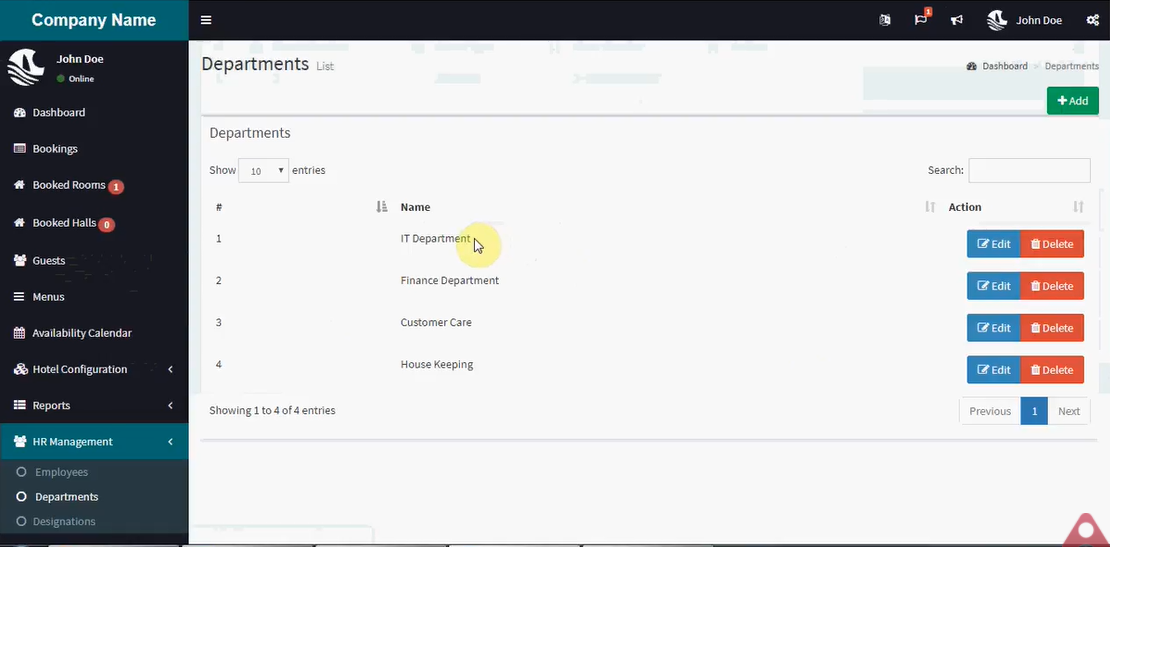 Company Name
1
John Doe
John Doe
Online
Departments List
Dashboard > Departments
Add
Dashboard
Bookings
Booked Rooms 1
Booked Halls 0
Guests
Menus
Availability Calendar
Hotel Configuration
Reports
HR Management
Employees
Departments
Designations
Departments
Show 10 entries
Search:
# Name Action
1 IT Department Edit Delete
2 Finance Department Edit Delete
3 Customer Care Edit Delete
4 House Keeping Edit Delete
Showing 1 to 4 of 4 entries
Previous 1 Next